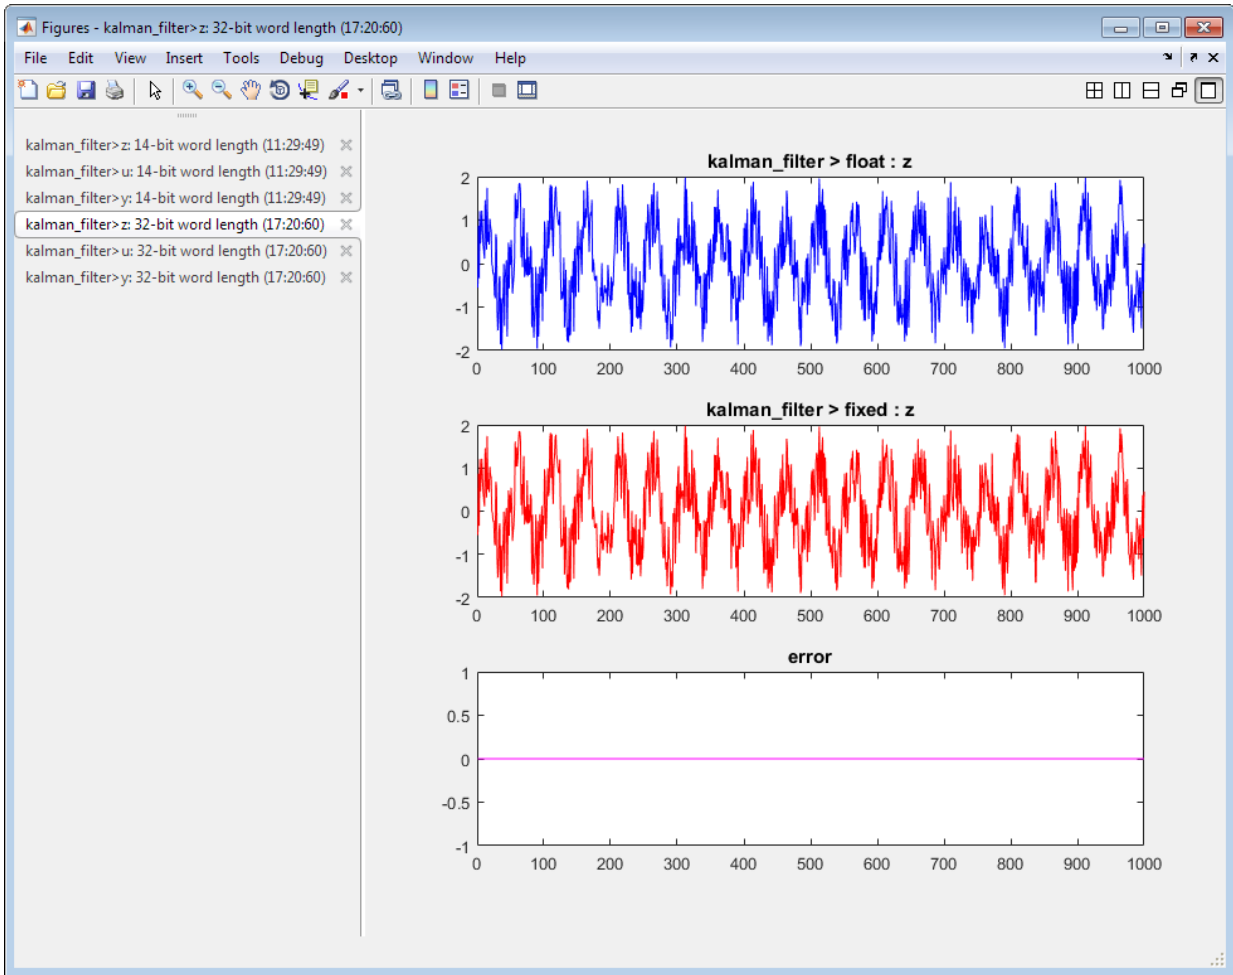 Figures - kalman_filter>z: 32-bit word length (17:20:60)
File Edit View Insert Tools Debug Desktop Window Help
kalman_filter>z: 14-bit word length (11:29:49)
kalman_filter>u: 14-bit word length (11:29:49)
kalman_filter>y: 14-bit word length (11:29:49)
kalman_filter>z: 32-bit word length (17:20:60)
kalman_filter>u: 32-bit word length (17:20:60)
kalman_filter>y: 32-bit word length (17:20:60)
kalman_filter > float : z
2
1
0
-1
-2
0 100 200 300 400 500 600 700 800 900 1000
kalman_filter > fixed : z
2
1
0
-1
-2
0 100 200 300 400 500 600 700 800 900 1000
error
1
0.5
0
-0.5
-1
0 100 200 300 400 500 600 700 800 900 1000